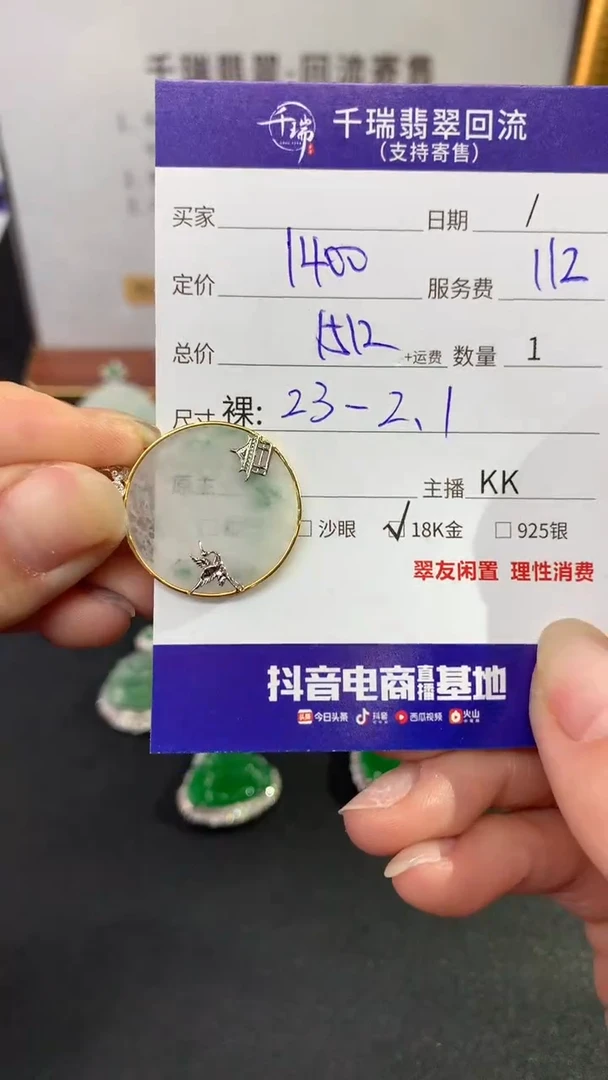 千瑞翡翠-回流寄售
千瑞 千瑞翡翠回流
(支持寄售)
买家 日期 /
定价 1400 服务费 112
总价 1512 +运费 数量 1
尺寸 裸: 23-2.1
原主 主播 KK
□ 沙眼 ☑ 18K金 □ 925银
翠友闲置 理性消费
抖音电商直播基地
头条 今日头条 抖音 西瓜视频 火山